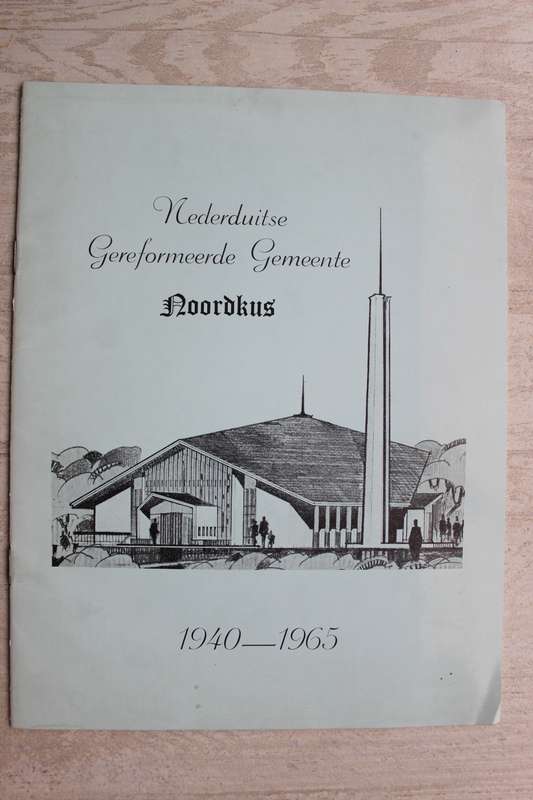 Nederduitse
Gereformeerde Gemeente
Noordkus
1940—1965